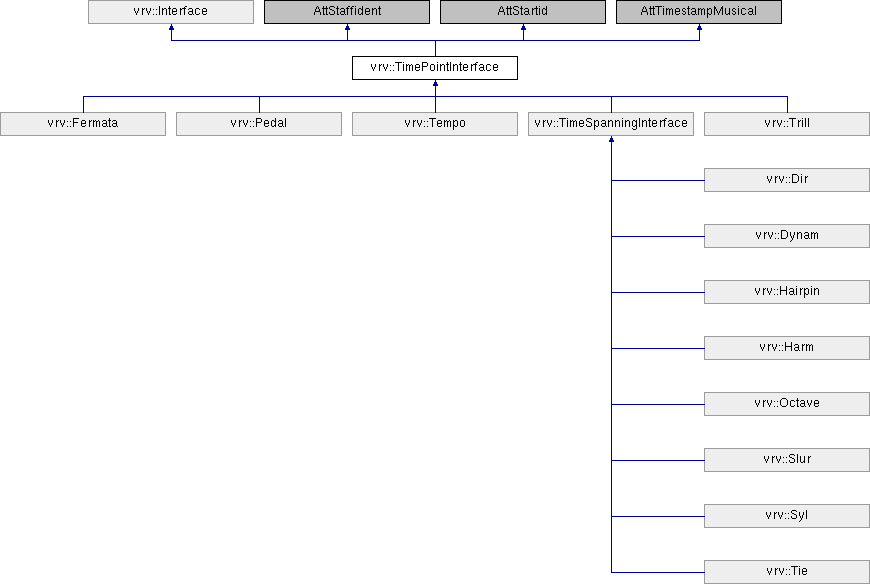 vrv::Interface
AttStaffident
AttStartid
AttTimestampMusical
vrv::TimePointInterface
vrv::Fermata
vrv::Pedal
vrv::Tempo
vrv::TimeSpanningInterface
vrv::Trill
vrv::Dir
vrv::Dynam
vrv::Hairpin
vrv::Harm
vrv::Octave
vrv::Slur
vrv::Syl
vrv::Tie